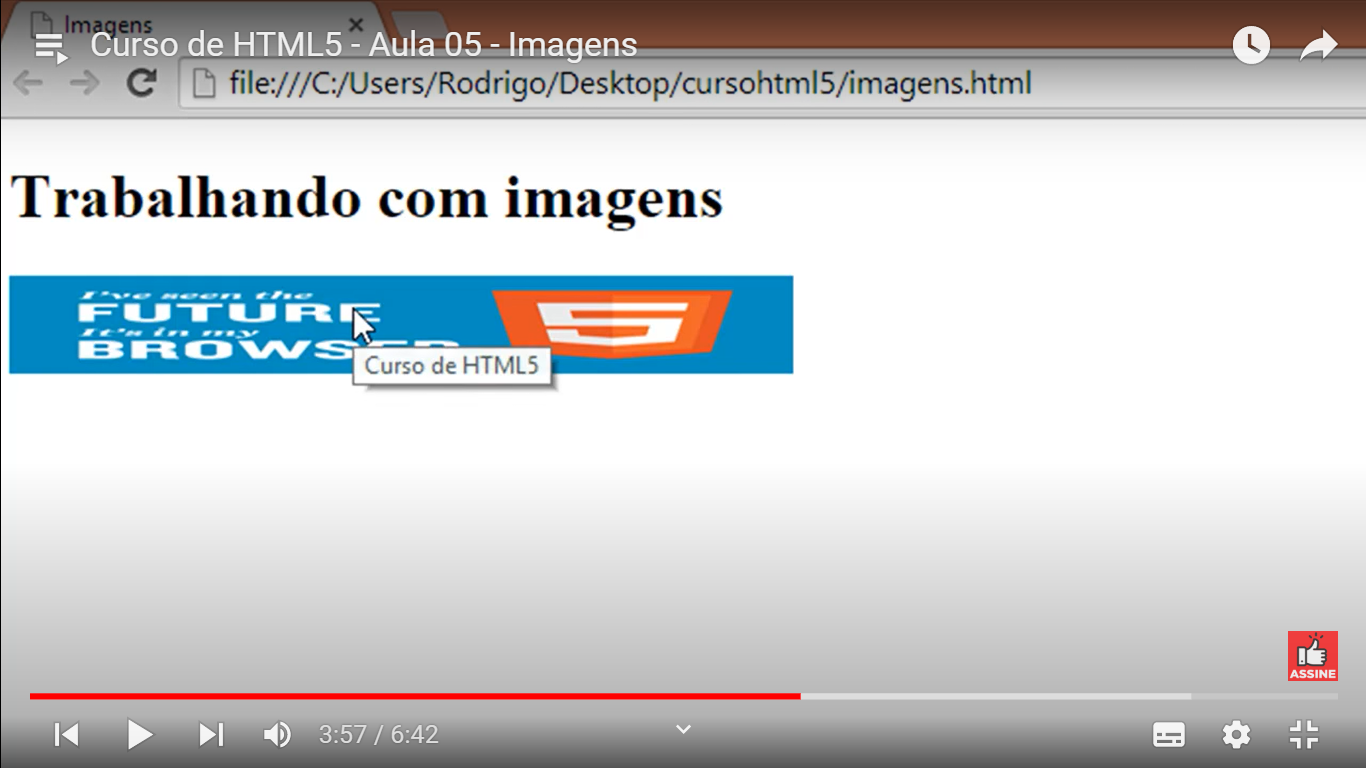 Imagens
Curso de HTML5 - Aula 05 - Imagens
file:///C:/Users/Rodrigo/Desktop/cursohtml5/imagens.html
Trabalhando com imagens
I've seen the
FUTURE
It's in my
BROWSER
Curso de HTML5
ASSINE
3:57 / 6:42